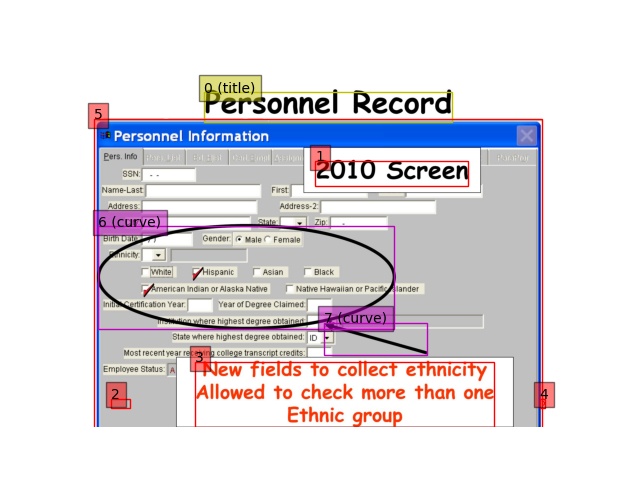 0 (title)
Personnel Record
5
Personnel Information
Pers. Info
1
2010 Screen
SSN: - -
Name-Last: First:
Address: Address-2:
State: Zip: -
6 (curve)
Birth Date: / / Gender: Male Female
Ethnicity:
White Hispanic Asian Black
American Indian or Alaska Native Native Hawaiian or Pacific Islander
Initial Certification Year: Year of Degree Claimed:
Institution where highest degree obtained:
7 (curve)
State where highest degree obtained: ID
Most recent year receiving college transcript credits:
3
Employee Status: A
New fields to collect ethnicity
Allowed to check more than one
Ethnic group
2
4